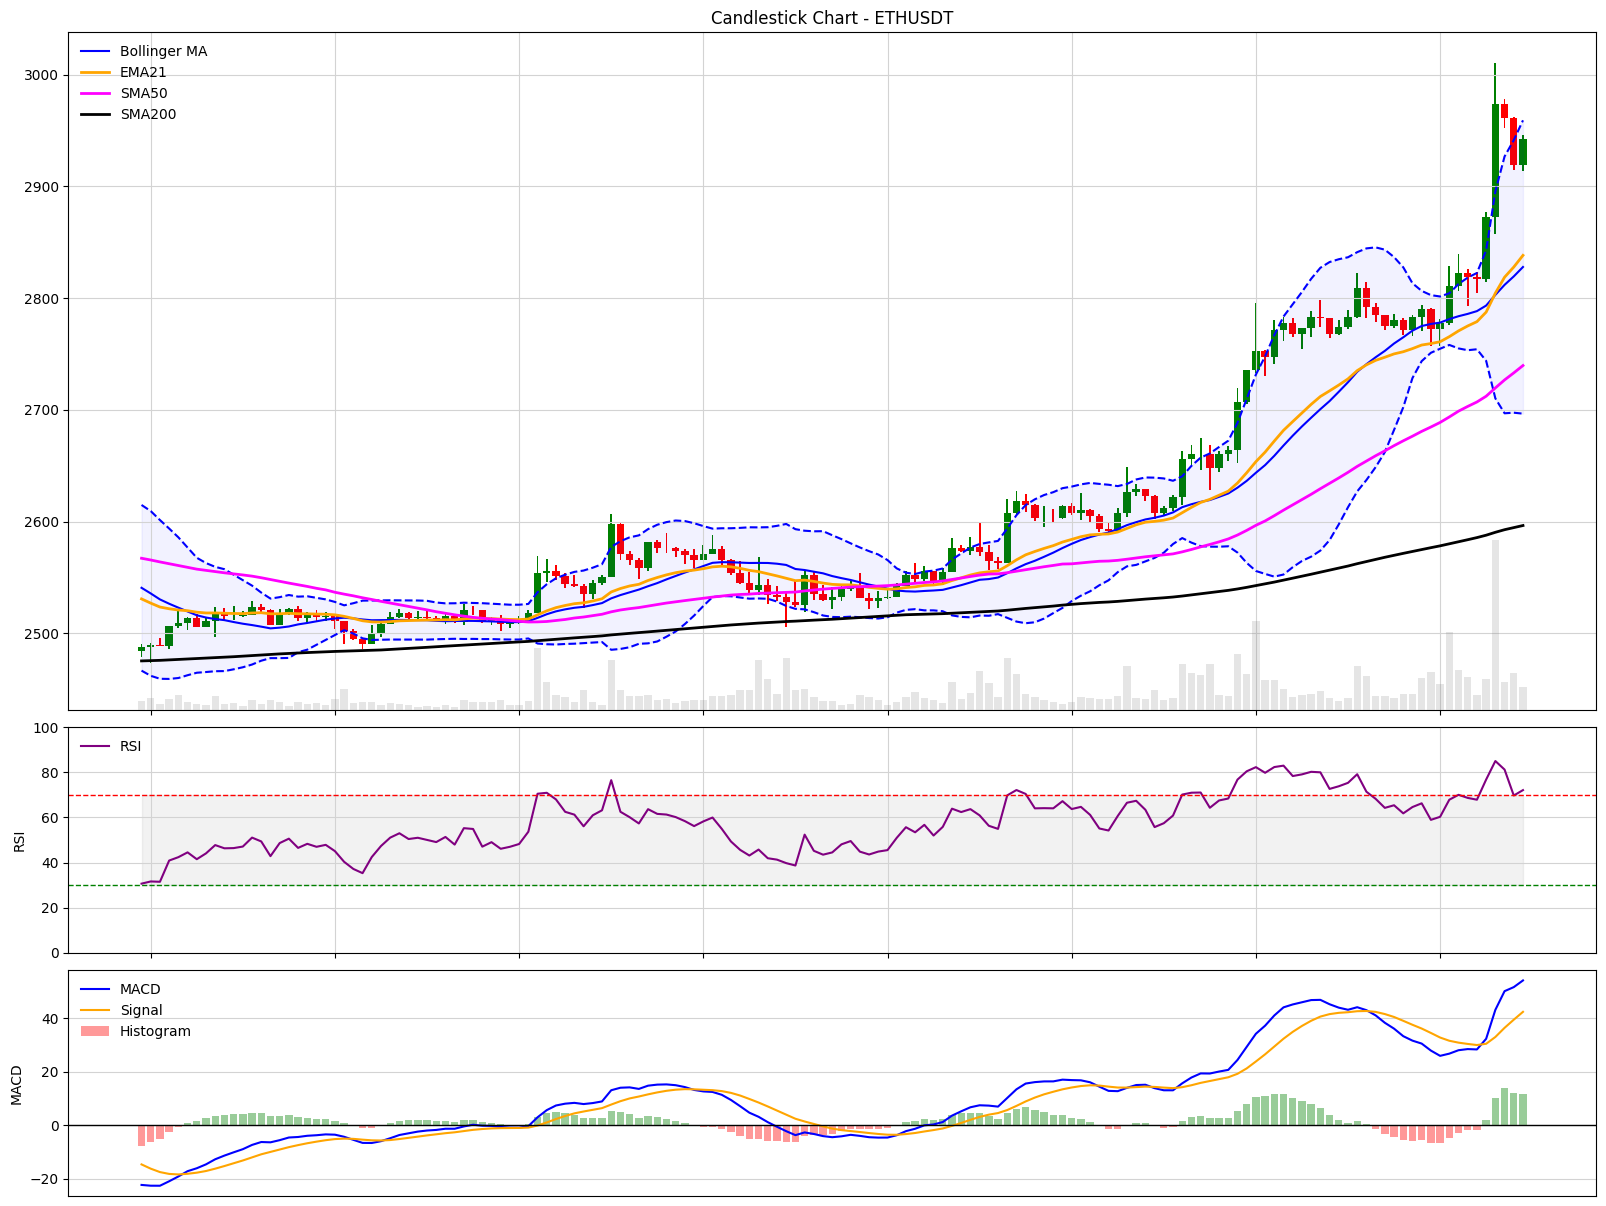 Candlestick Chart - ETHUSDT
Bollinger MA
EMA21
SMA50
SMA200
3000
2900
2800
2700
2600
2500
100
80
60
40
20
0
RSI
RSI
MACD
Signal
Histogram
40
20
0
−20
MACD